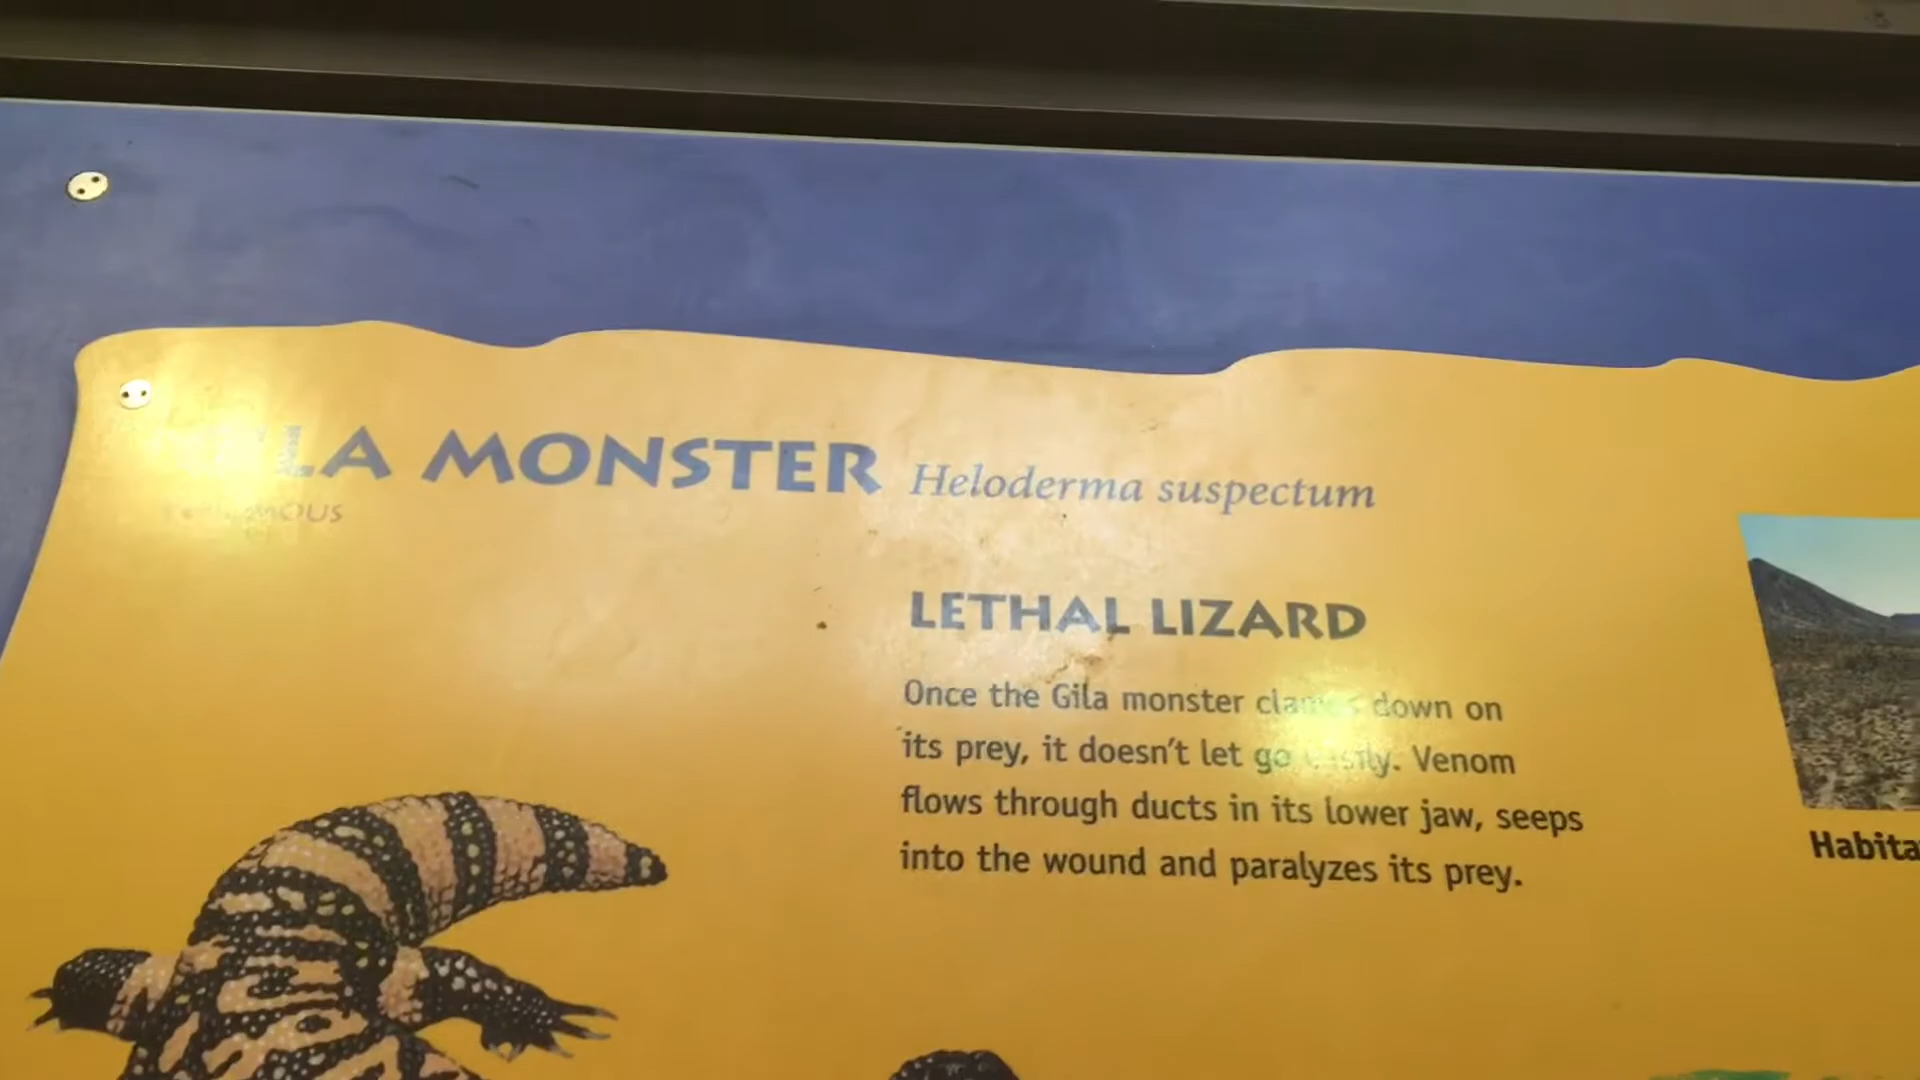 LA MONSTER Heloderma suspectum
LETHAL LIZARD
Once the Gila monster clamps down on
its prey, it doesn't let go easily. Venom
flows through ducts in its lower jaw, seeps
into the wound and paralyzes its prey.
Habita